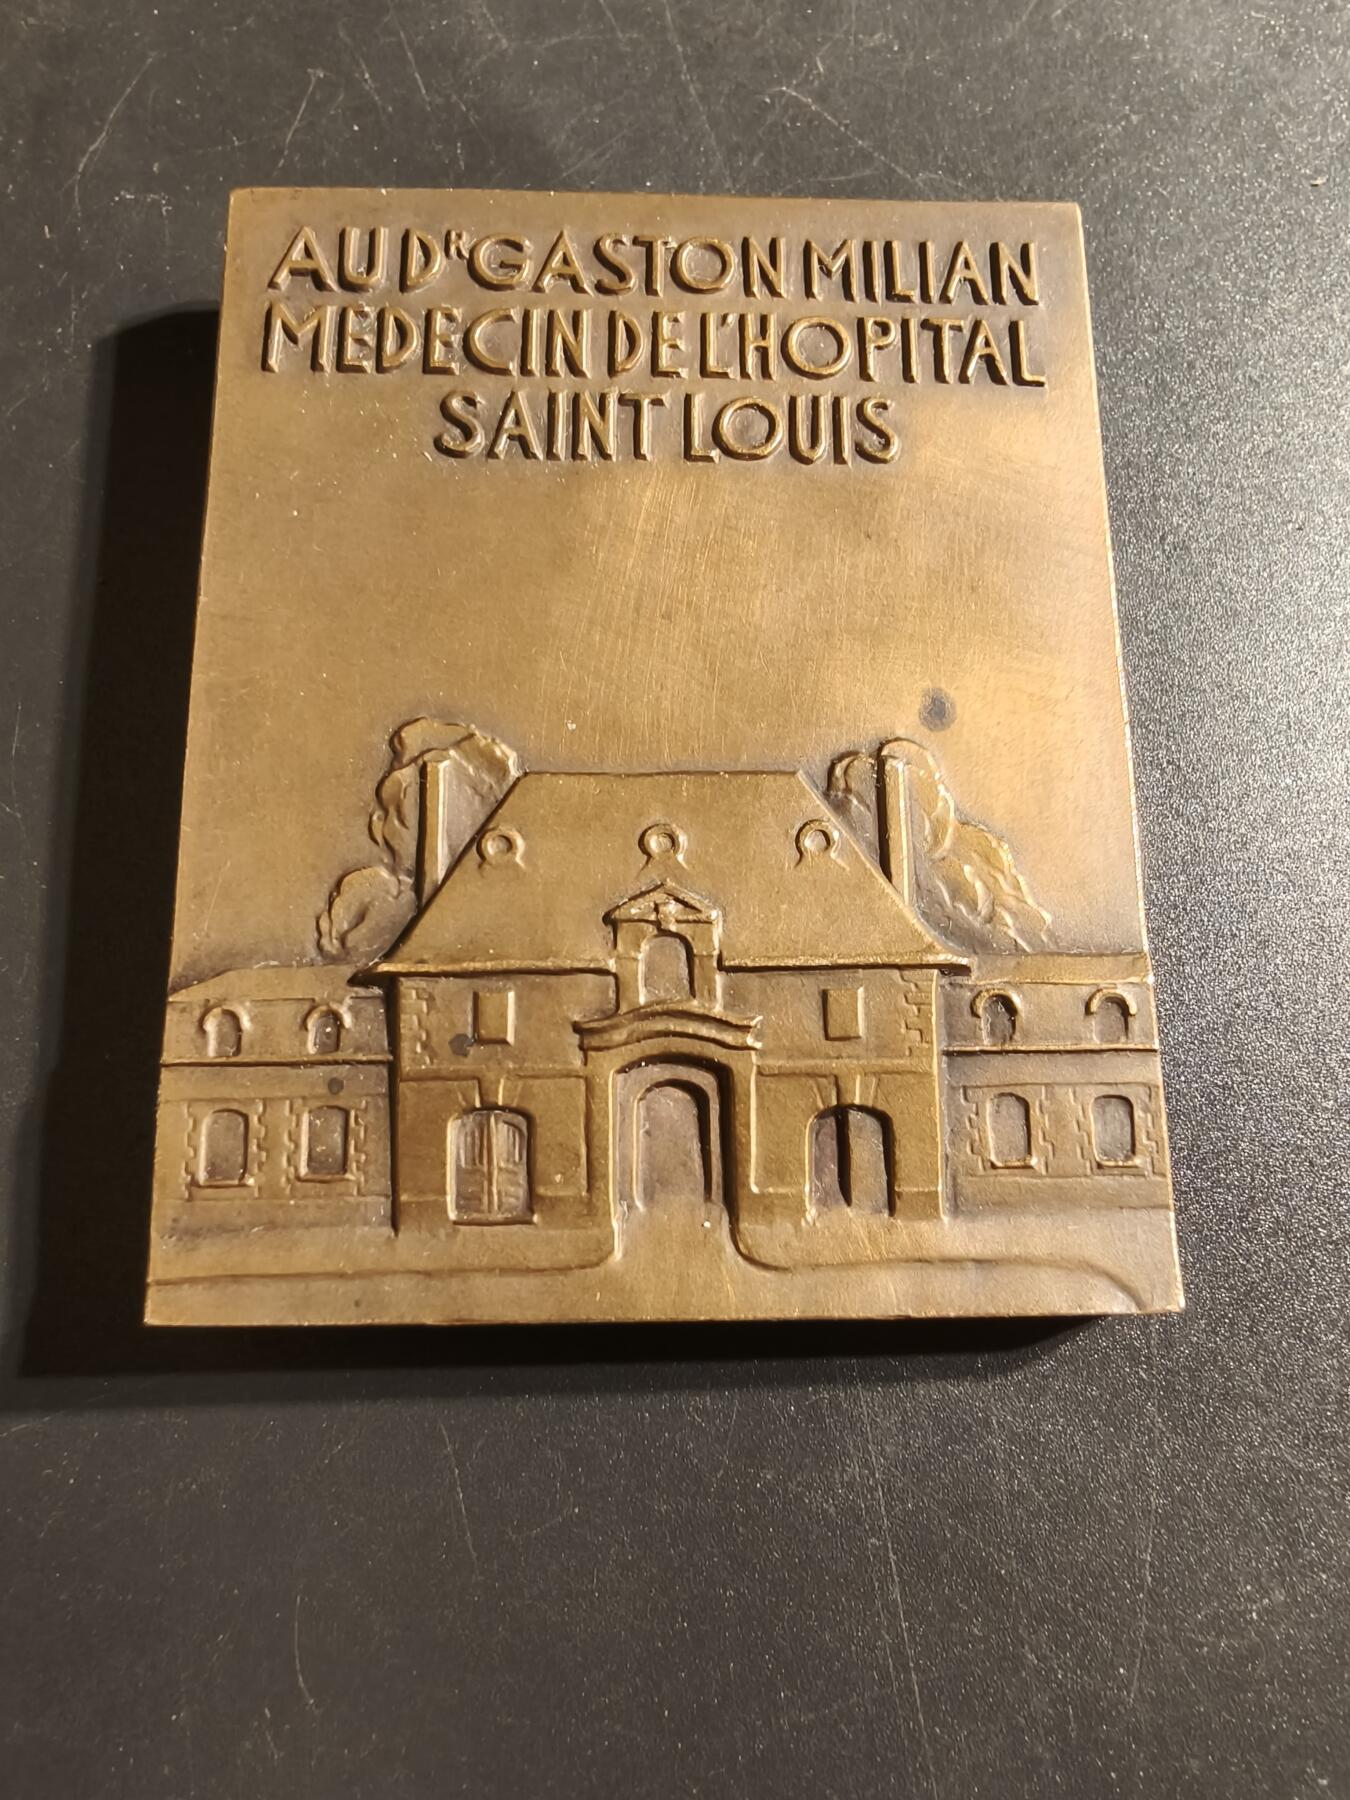 AU Dʳ GASTON MILIAN
MEDECIN DE L'HOPITAL
SAINT LOUIS